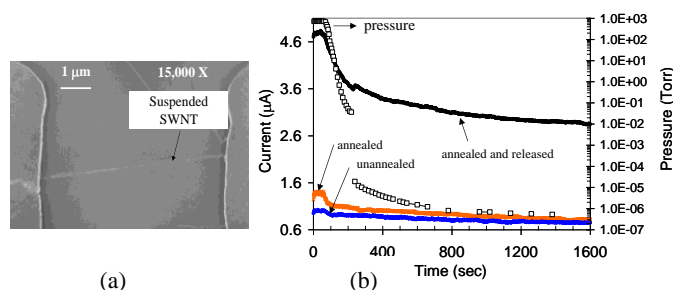 1 µm
15,000 X
Suspended
SWNT
(a)
4.6
3.6
2.6
1.6
0.6
Current (µA)
pressure
annealed
unannealed
annealed and released
1.0E+03
1.0E+02
1.0E+01
1.0E+00
1.0E-01
1.0E-02
1.0E-03
1.0E-04
1.0E-05
1.0E-06
1.0E-07
Pressure (Torr)
0
400
800
1200
1600
Time (sec)
(b)